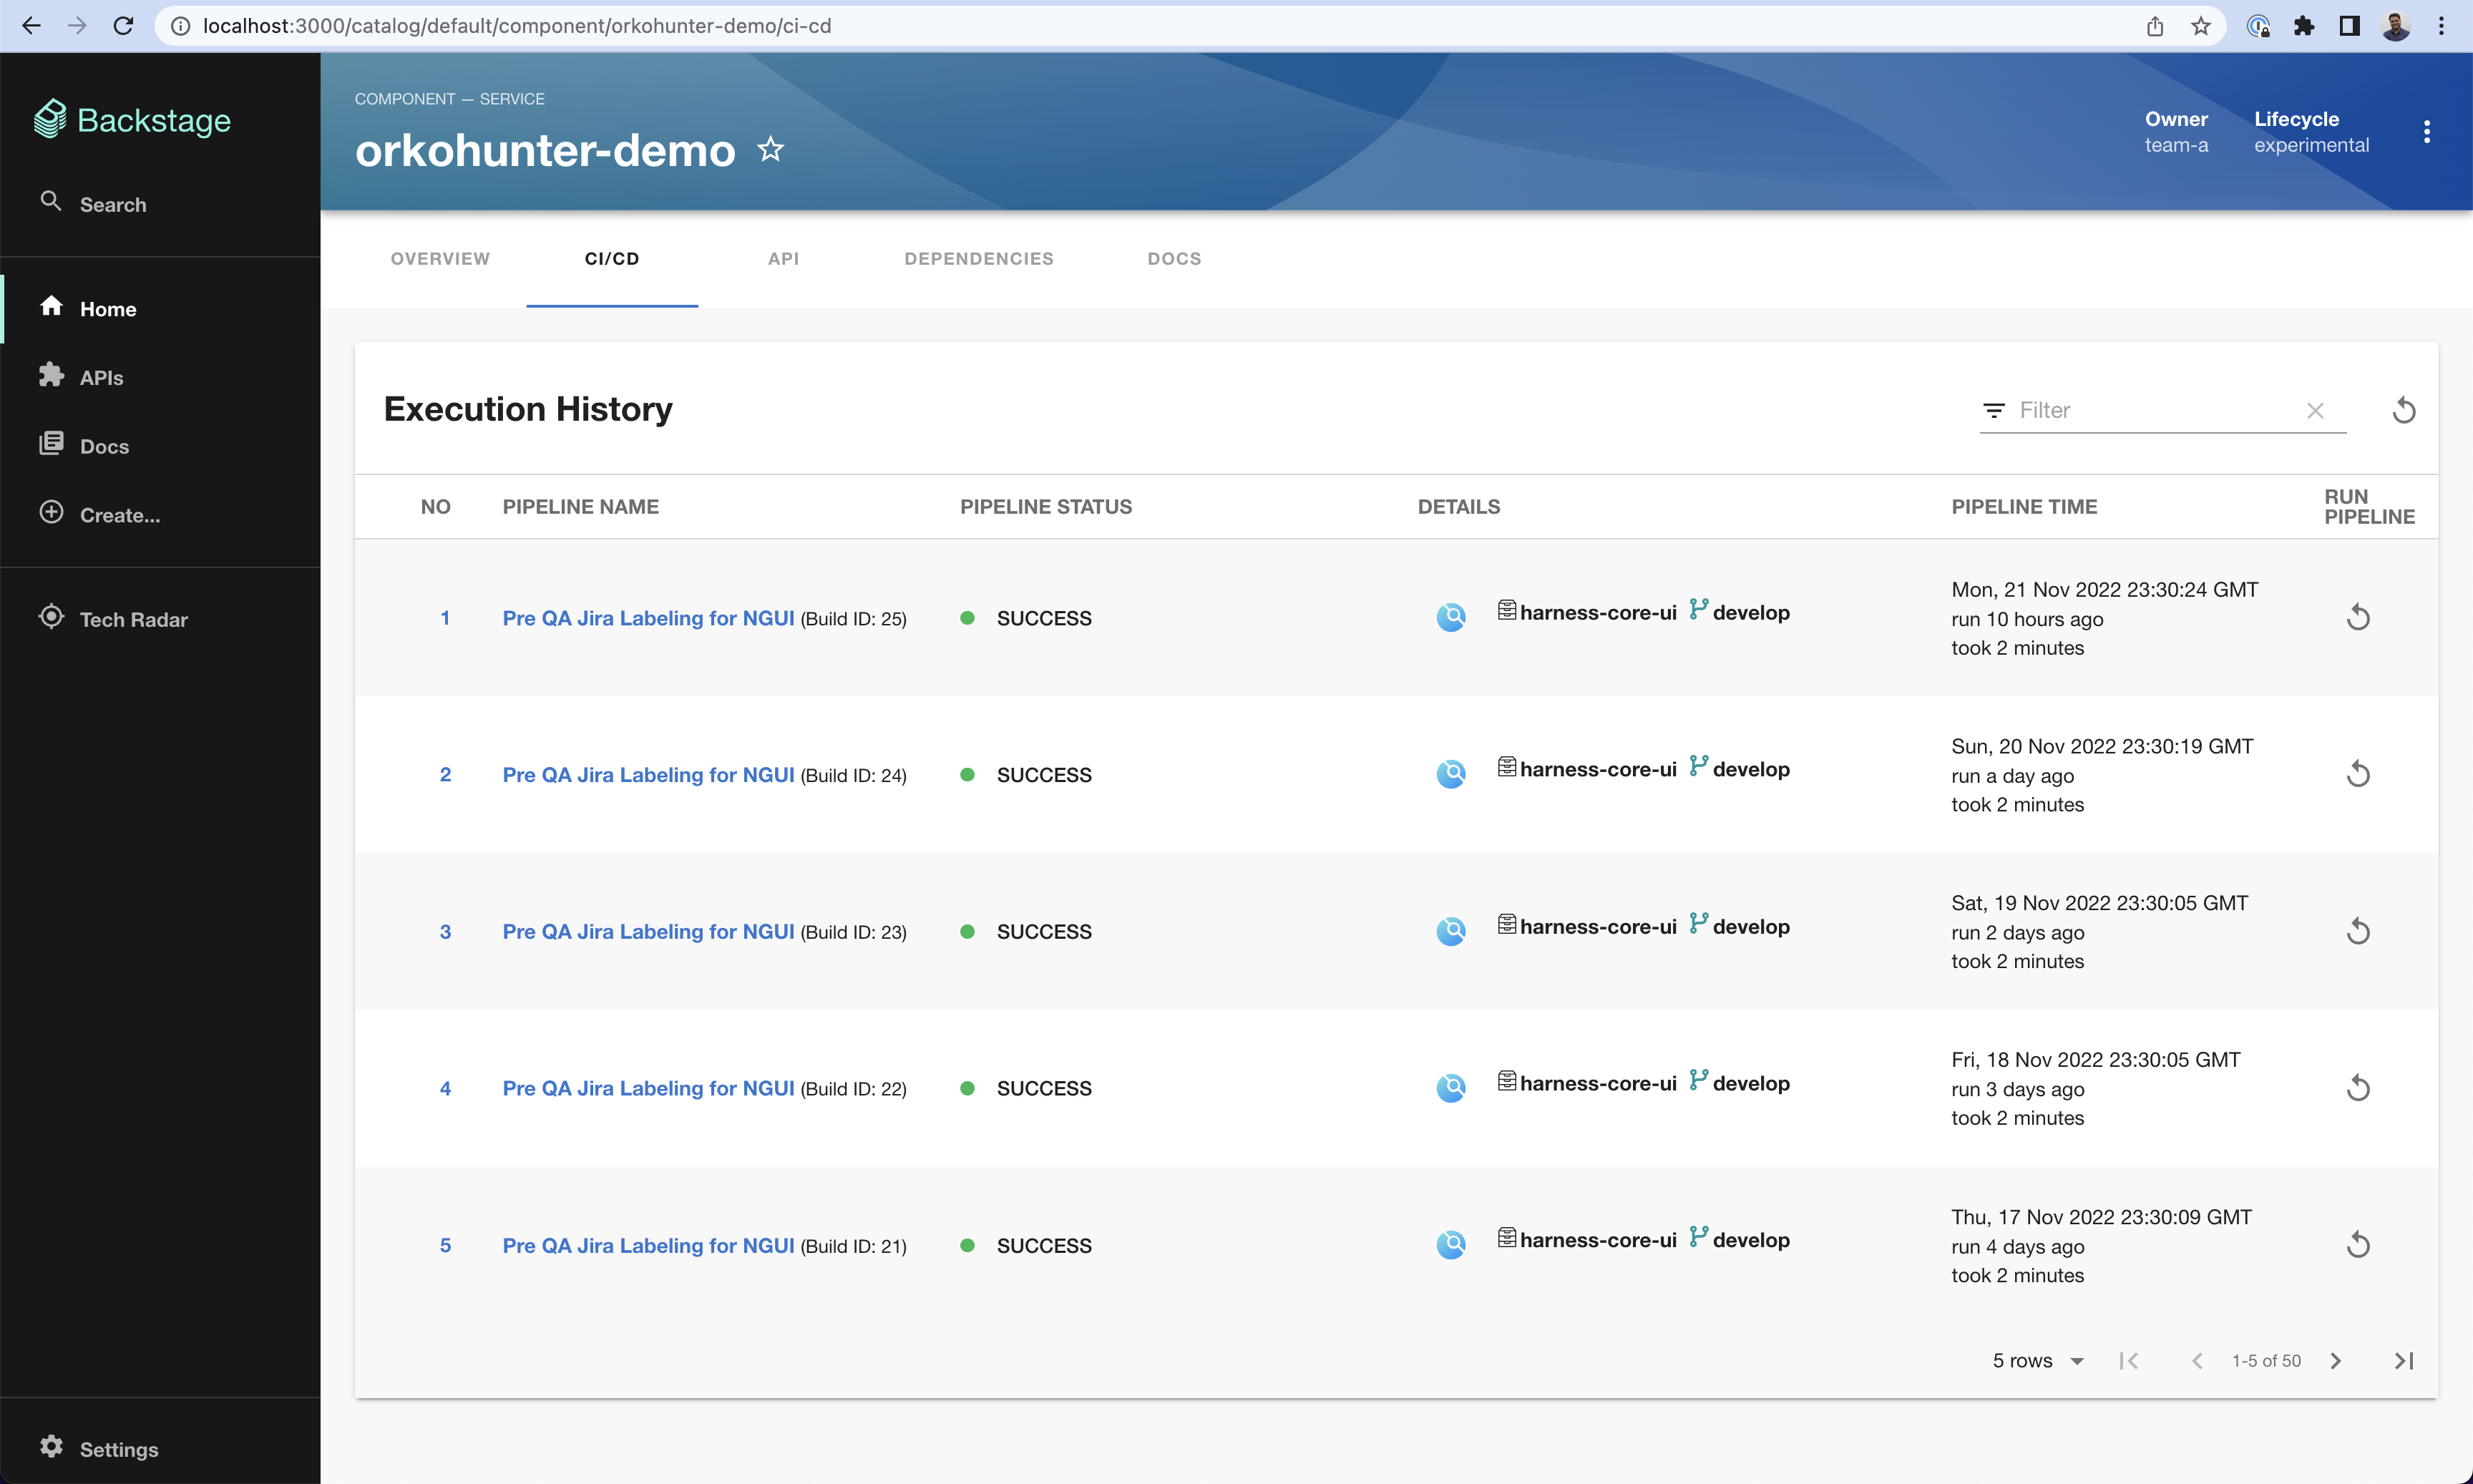 localhost:3000/catalog/default/component/orkohunter-demo/ci-cd
Backstage
Search
Home
APIs
Docs
Create...
Tech Radar
Settings
COMPONENT — SERVICE
orkohunter-demo
Owner
team-a
Lifecycle
experimental
OVERVIEW
CI/CD
API
DEPENDENCIES
DOCS
Execution History
Filter
NO
PIPELINE NAME
PIPELINE STATUS
DETAILS
PIPELINE TIME
RUN
PIPELINE
1
Pre QA Jira Labeling for NGUI (Build ID: 25)
SUCCESS
harness-core-ui develop
Mon, 21 Nov 2022 23:30:24 GMT
run 10 hours ago
took 2 minutes
2
Pre QA Jira Labeling for NGUI (Build ID: 24)
SUCCESS
harness-core-ui develop
Sun, 20 Nov 2022 23:30:19 GMT
run a day ago
took 2 minutes
3
Pre QA Jira Labeling for NGUI (Build ID: 23)
SUCCESS
harness-core-ui develop
Sat, 19 Nov 2022 23:30:05 GMT
run 2 days ago
took 2 minutes
4
Pre QA Jira Labeling for NGUI (Build ID: 22)
SUCCESS
harness-core-ui develop
Fri, 18 Nov 2022 23:30:05 GMT
run 3 days ago
took 2 minutes
5
Pre QA Jira Labeling for NGUI (Build ID: 21)
SUCCESS
harness-core-ui develop
Thu, 17 Nov 2022 23:30:09 GMT
run 4 days ago
took 2 minutes
5 rows
1-5 of 50